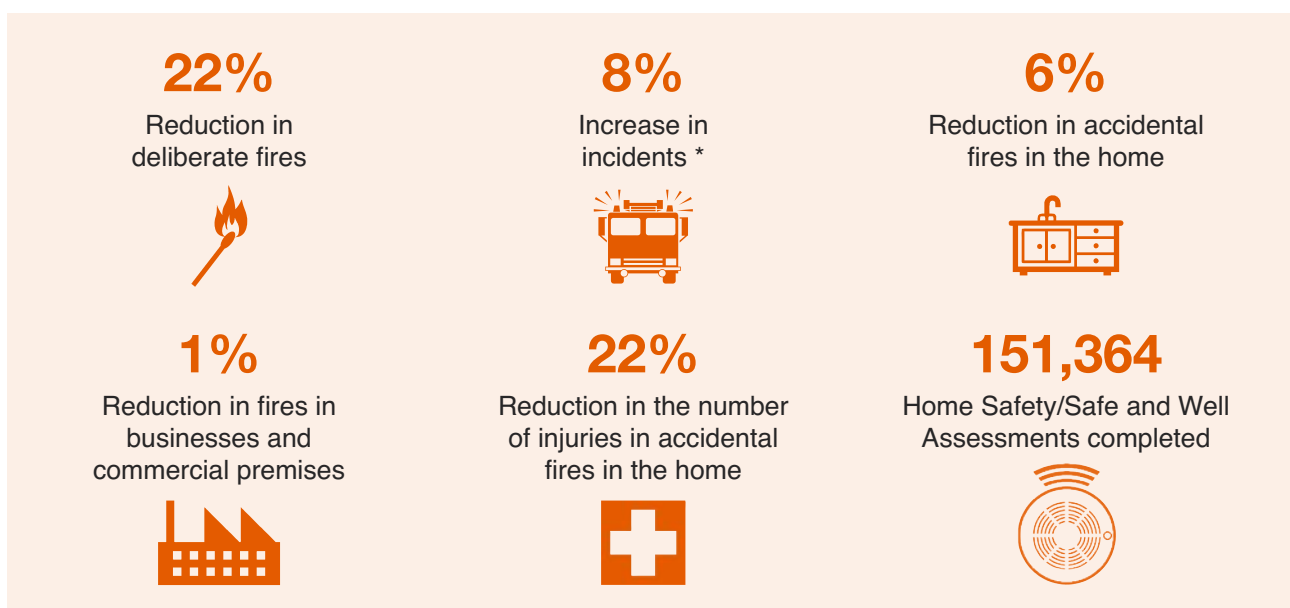 22%
Reduction in
deliberate fires
8%
Increase in
incidents *
6%
Reduction in accidental
fires in the home
1%
Reduction in fires in
businesses and
commercial premises
22%
Reduction in the number
of injuries in accidental
fires in the home
151,364
Home Safety/Safe and Well
Assessments completed